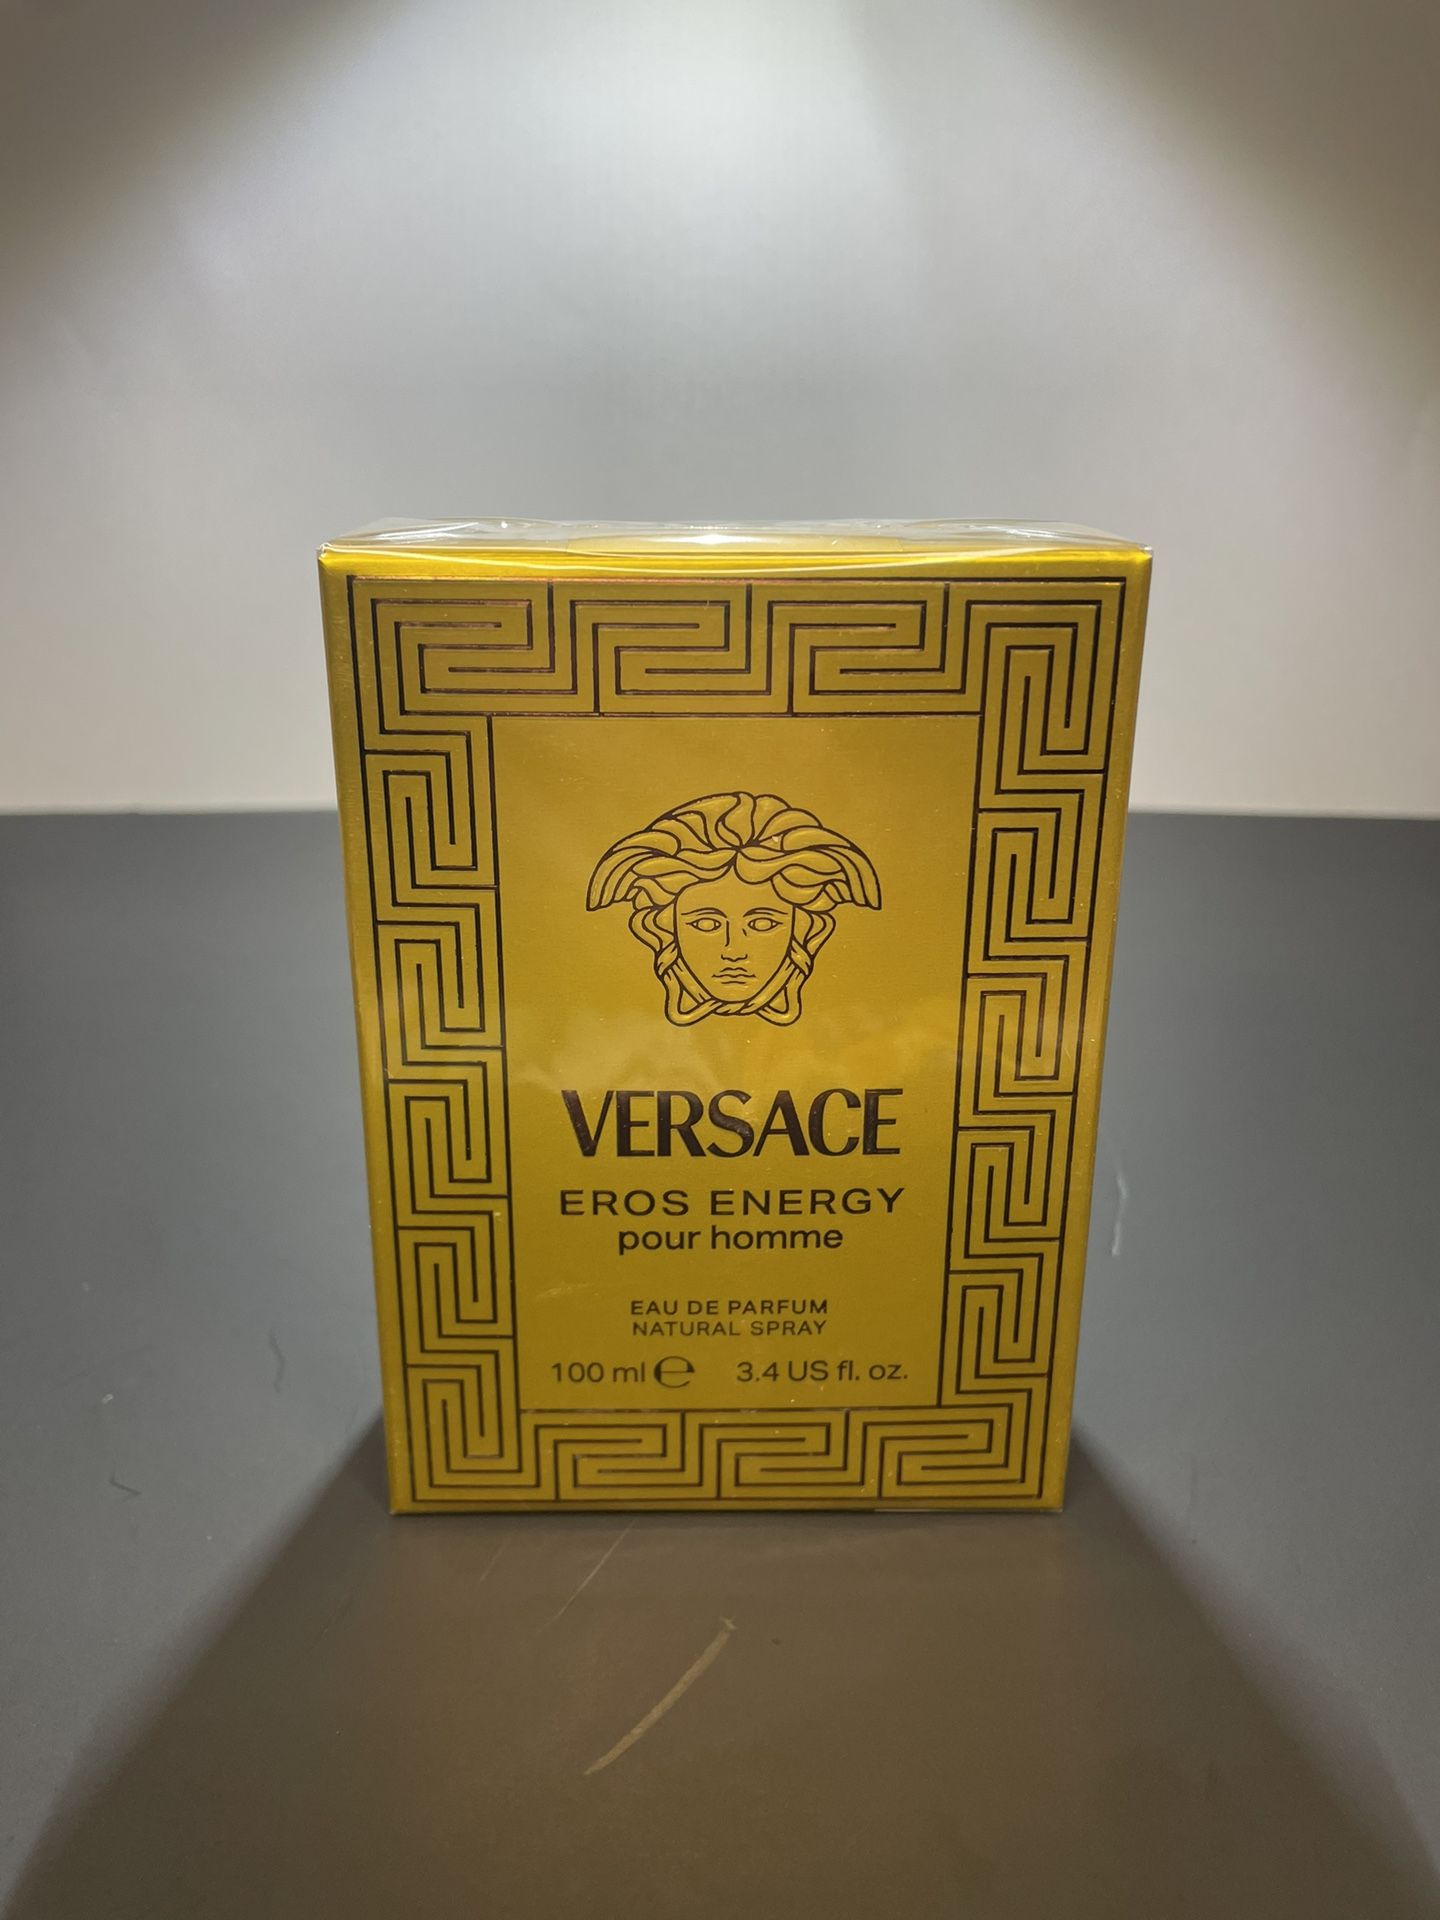 VERSACE
EROS ENERGY
pour homme
EAU DE PARFUM
NATURAL SPRAY
100 ml ℮ 3.4 US fl. oz.